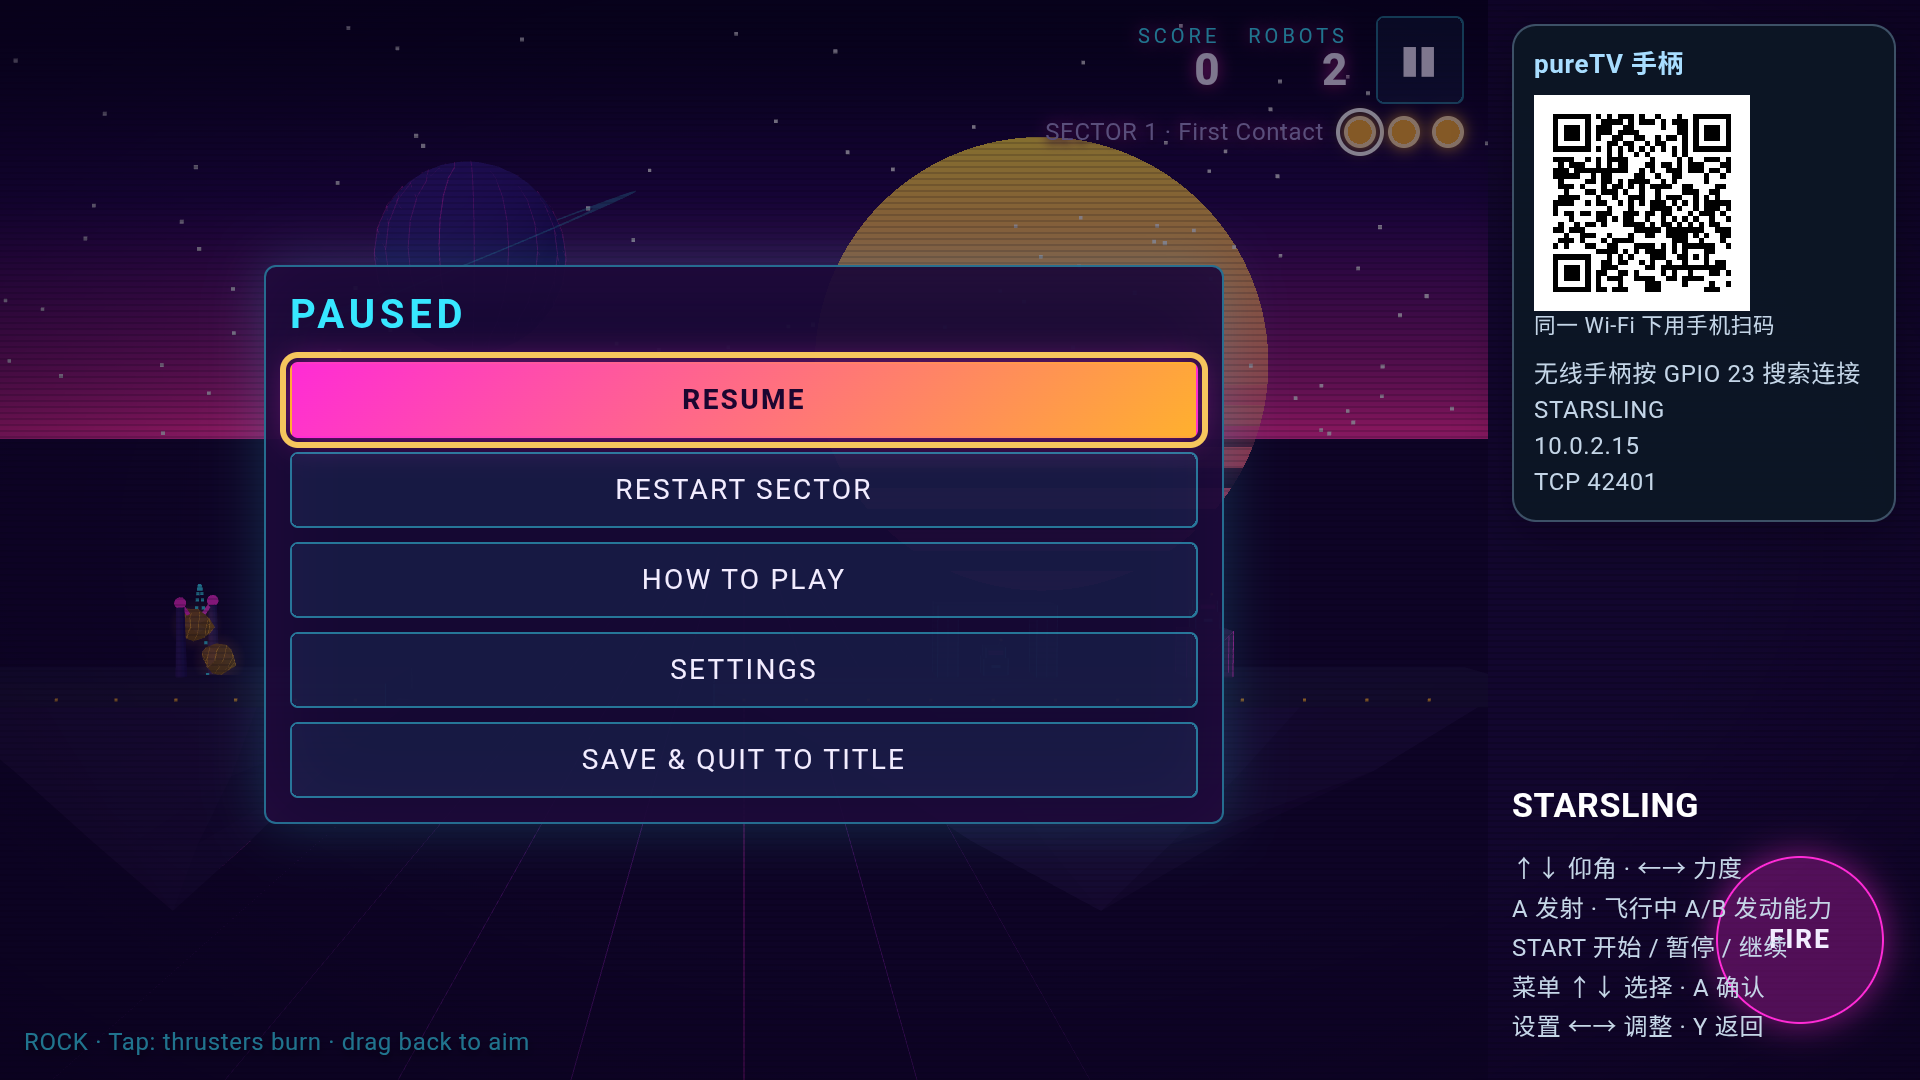 SCORE ROBOTS
0 2
SECTOR 1 · First Contact
PAUSED
RESUME
RESTART SECTOR
HOW TO PLAY
SETTINGS
SAVE & QUIT TO TITLE
ROCK · Tap: thrusters burn · drag back to aim
pureTV 手柄
同一 Wi-Fi 下用手机扫码
无线手柄按 GPIO 23 搜索连接
STARSLING
10.0.2.15
TCP 42401
STARSLING
↑↓ 仰角 · ←→ 力度
A 发射 · 飞行中 A/B 发动能力
START 开始 / 暂停 / 继续
FIRE
菜单 ↑↓ 选择 · A 确认
设置 ←→ 调整 · Y 返回